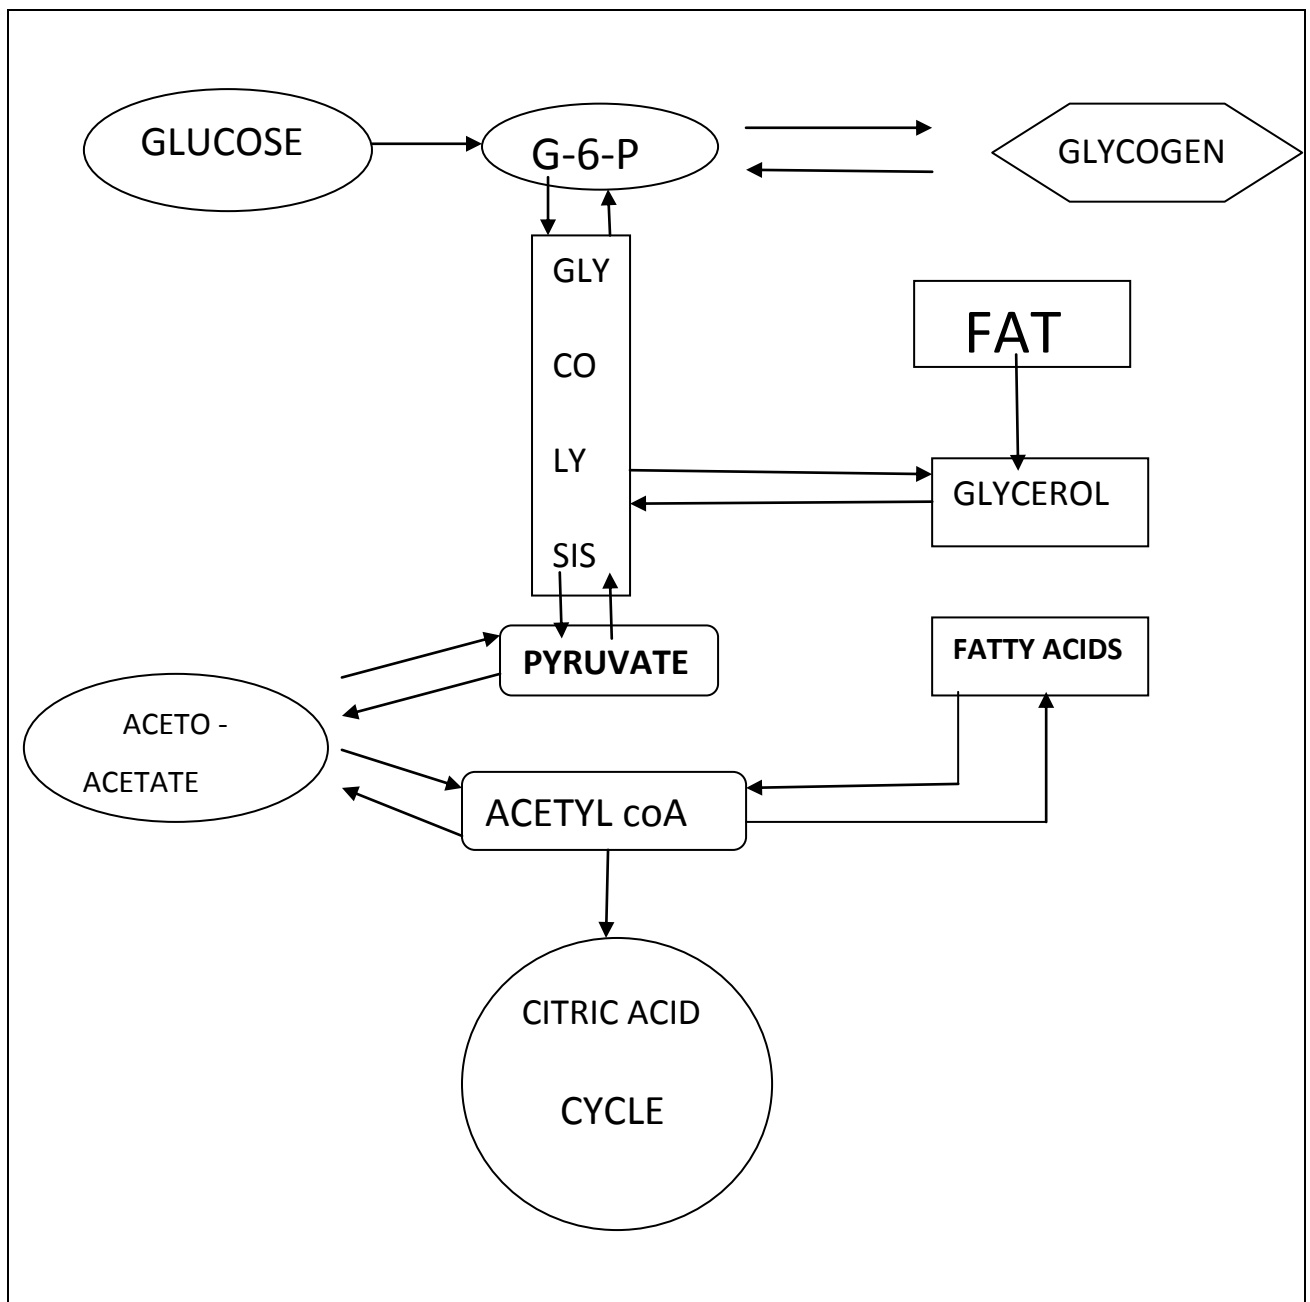 GLUCOSE
G-6-P
GLYCOGEN
GLY
CO
LY
SIS
FAT
GLYCEROL
PYRUVATE
FATTY ACIDS
ACETO -
ACETATE
ACETYL coA
CITRIC ACID
CYCLE